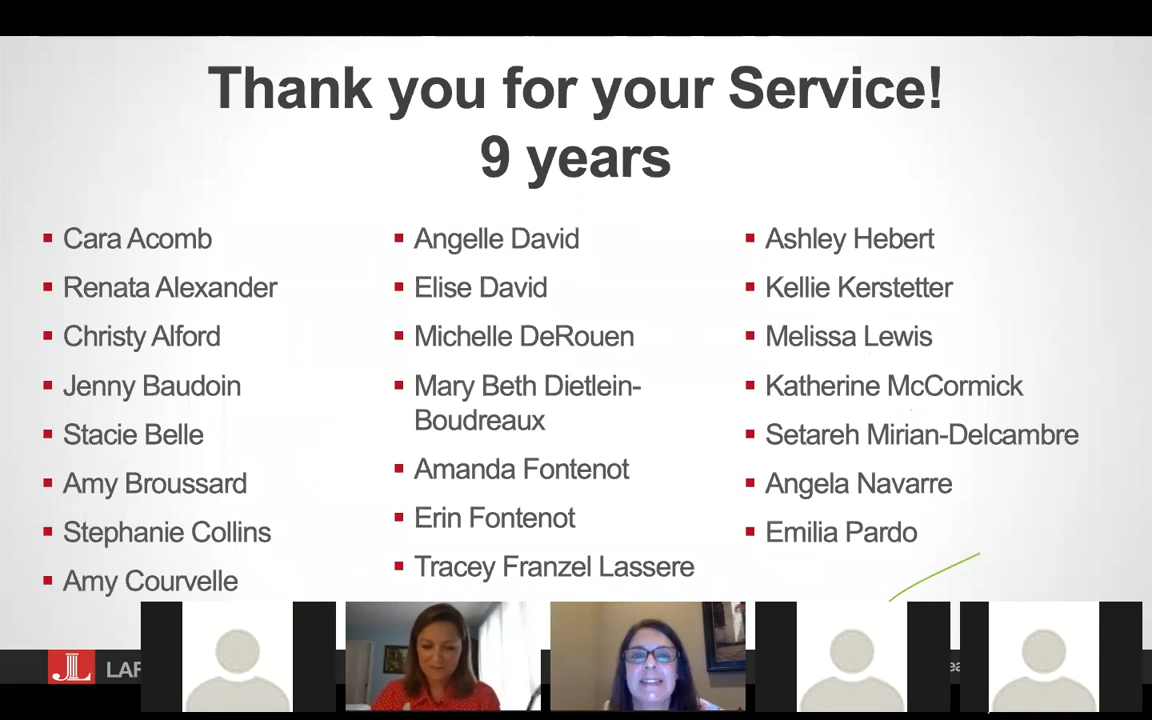 Thank you for your Service!
9 years
Cara Acomb
Renata Alexander
Christy Alford
Jenny Baudoin
Stacie Belle
Amy Broussard
Stephanie Collins
Amy Courvelle
Angelle David
Elise David
Michelle DeRouen
Mary Beth Dietlein-
Boudreaux
Amanda Fontenot
Erin Fontenot
Tracey Franzel Lassere
Ashley Hebert
Kellie Kerstetter
Melissa Lewis
Katherine McCormick
Setareh Mirian-Delcambre
Angela Navarre
Emilia Pardo
JL LAF